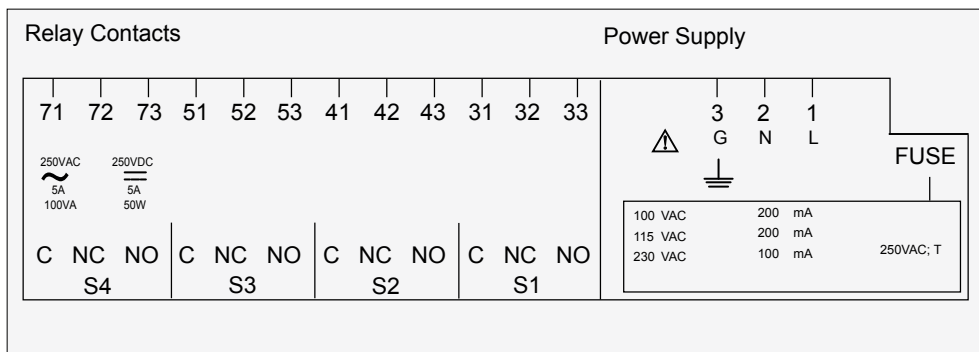 Relay Contacts
Power Supply
71 72 73 51 52 53 41 42 43 31 32 33
3 2 1
G N L
FUSE
250VAC 250VDC
5A 5A
100VA 50W
100 VAC 200 mA
115 VAC 200 mA
230 VAC 100 mA
250VAC; T
C NC NO C NC NO C NC NO C NC NO
S4 S3 S2 S1